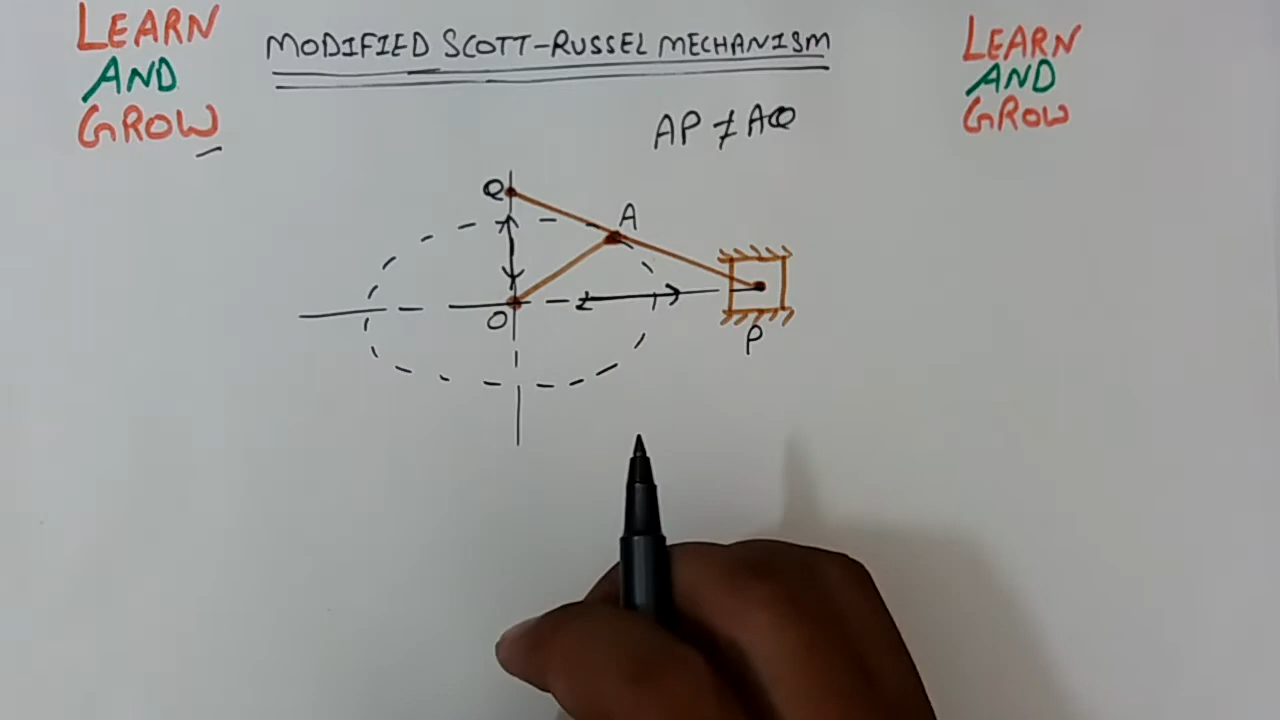 LEARN
AND
GROW
MODIFIED SCOTT-RUSSEL MECHANISM
LEARN
AND
GROW
AP ≠ AQ
Q
A
O
P